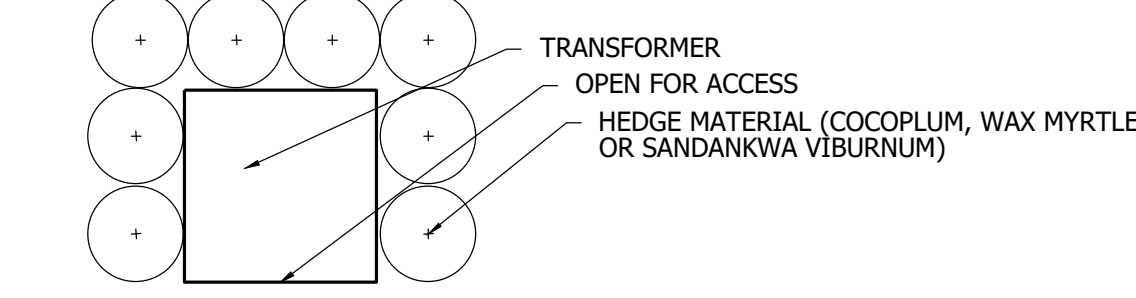 TRANSFORMER
OPEN FOR ACCESS
HEDGE MATERIAL (COCOPLUM, WAX MYRTLE
OR SANDANKWA VIBURNUM)